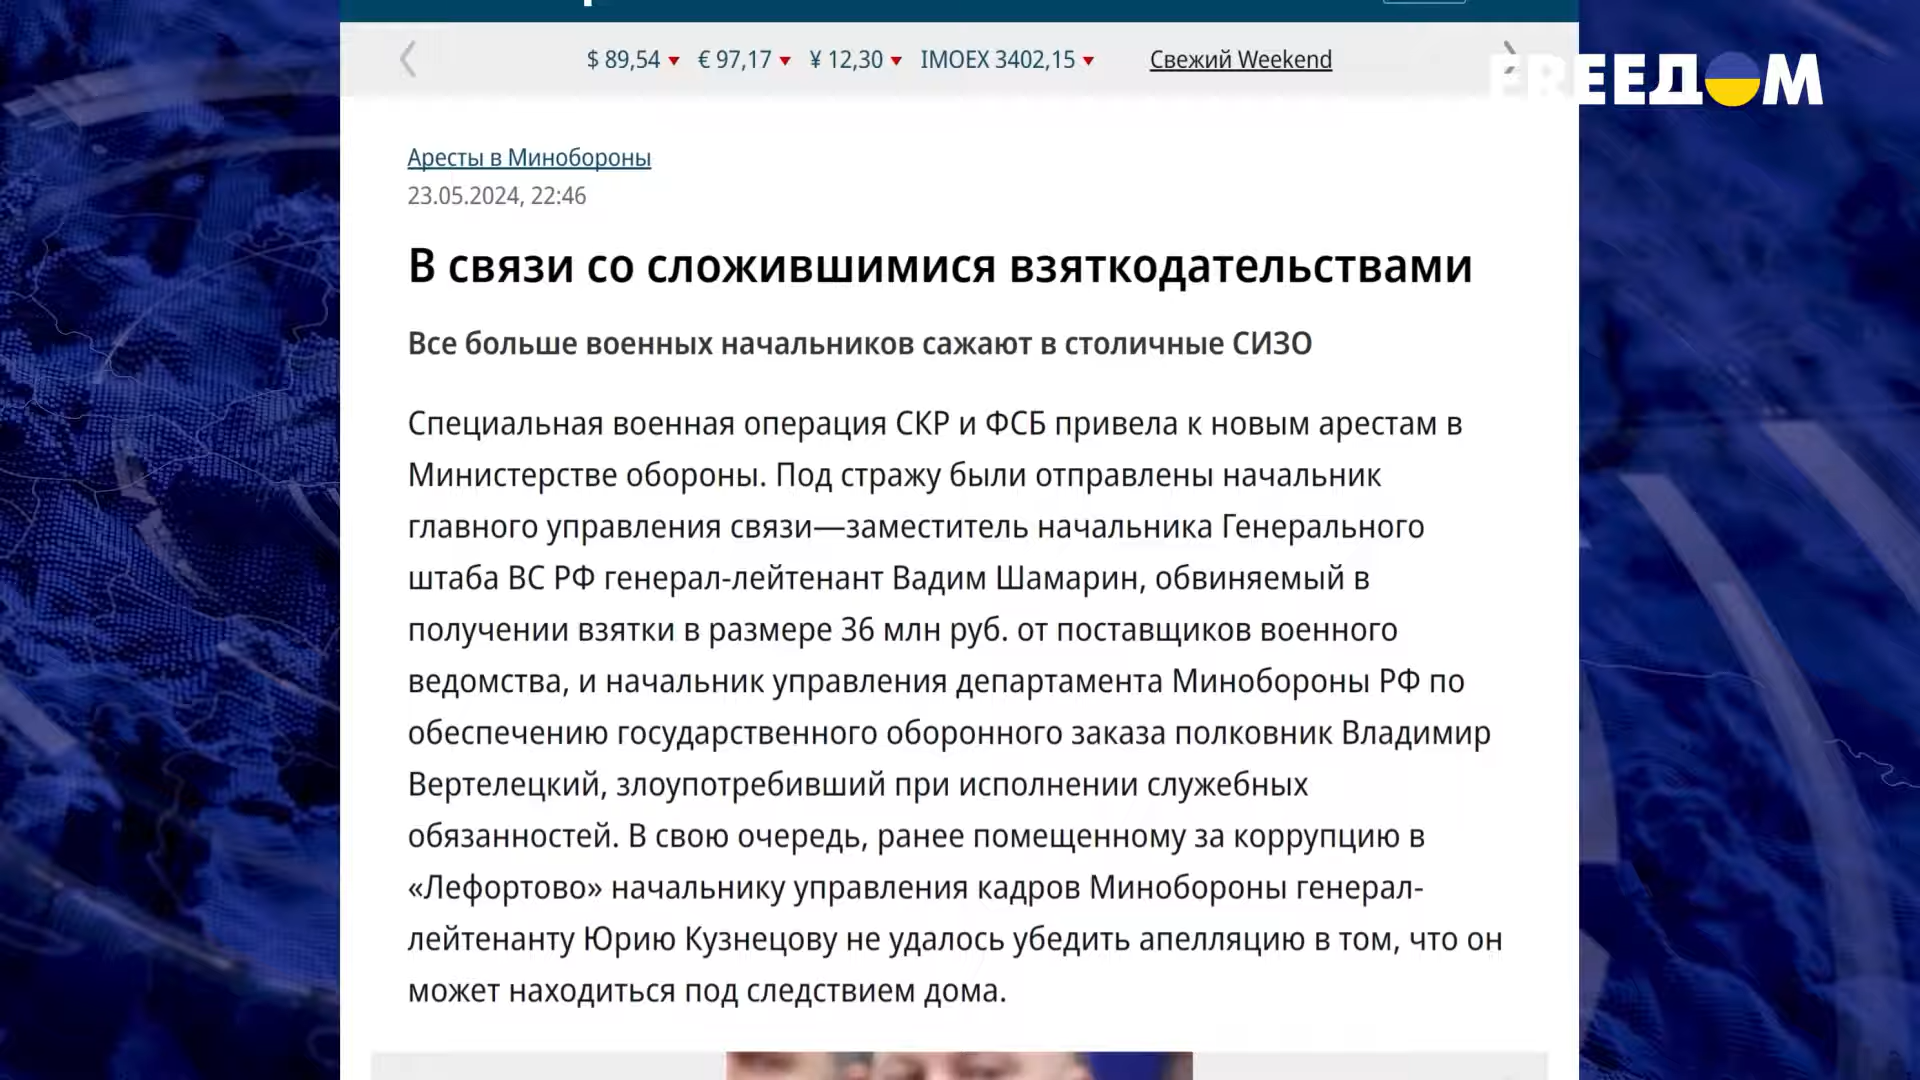 $ 89,54 € 97,17 ¥ 12,30 IMOEX 3402,15 Свежий Weekend
FREEДОМ
Аресты в Минобороны
23.05.2024, 22:46
В связи со сложившимися взяткодательствами
Все больше военных начальников сажают в столичные СИЗО
Специальная военная операция СКР и ФСБ привела к новым арестам в
Министерстве обороны. Под стражу были отправлены начальник
главного управления связи—заместитель начальника Генерального
штаба ВС РФ генерал-лейтенант Вадим Шамарин, обвиняемый в
получении взятки в размере 36 млн руб. от поставщиков военного
ведомства, и начальник управления департамента Минобороны РФ по
обеспечению государственного оборонного заказа полковник Владимир
Вертелецкий, злоупотребивший при исполнении служебных
обязанностей. В свою очередь, ранее помещенному за коррупцию в
«Лефортово» начальнику управления кадров Минобороны генерал-
лейтенанту Юрию Кузнецову не удалось убедить апелляцию в том, что он
может находиться под следствием дома.